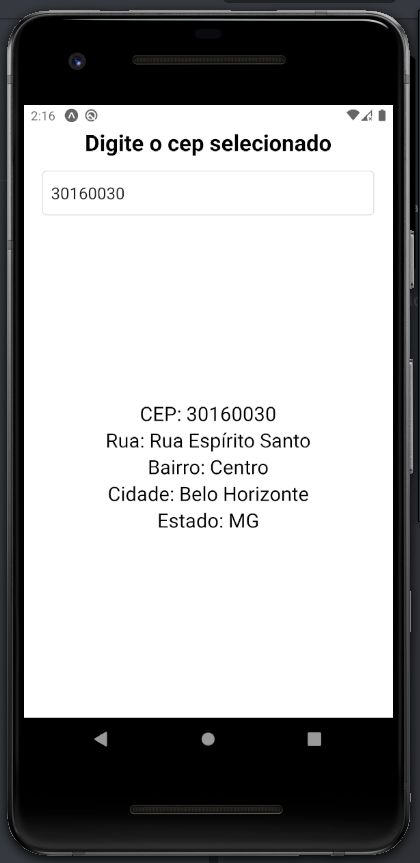 2:16
Digite o cep selecionado
30160030
CEP: 30160030
Rua: Rua Espírito Santo
Bairro: Centro
Cidade: Belo Horizonte
Estado: MG